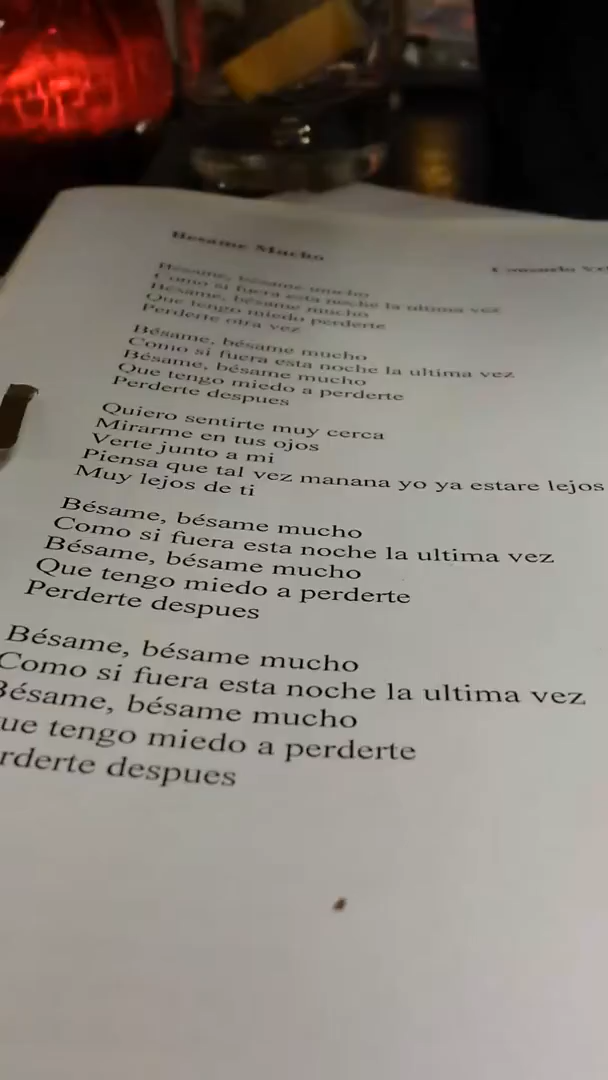 Besame Mucho
Consuelo
Bésame, bésame mucho
Como si fuera esta noche la ultima vez
Bésame, bésame mucho
Que tengo miedo perderte
Perderte otra vez
Bésame, bésame mucho
Como si fuera esta noche la ultima vez
Bésame, bésame mucho
Que tengo miedo a perderte
Perderte despues
Quiero sentirte muy cerca
Mirarme en tus ojos
Verte junto a mi
Piensa que tal vez manana yo ya estare lejos
Muy lejos de ti
Bésame, bésame mucho
Como si fuera esta noche la ultima vez
Bésame, bésame mucho
Que tengo miedo a perderte
Perderte despues
Bésame, bésame mucho
Como si fuera esta noche la ultima vez
Bésame, bésame mucho
ue tengo miedo a perderte
rderte despues